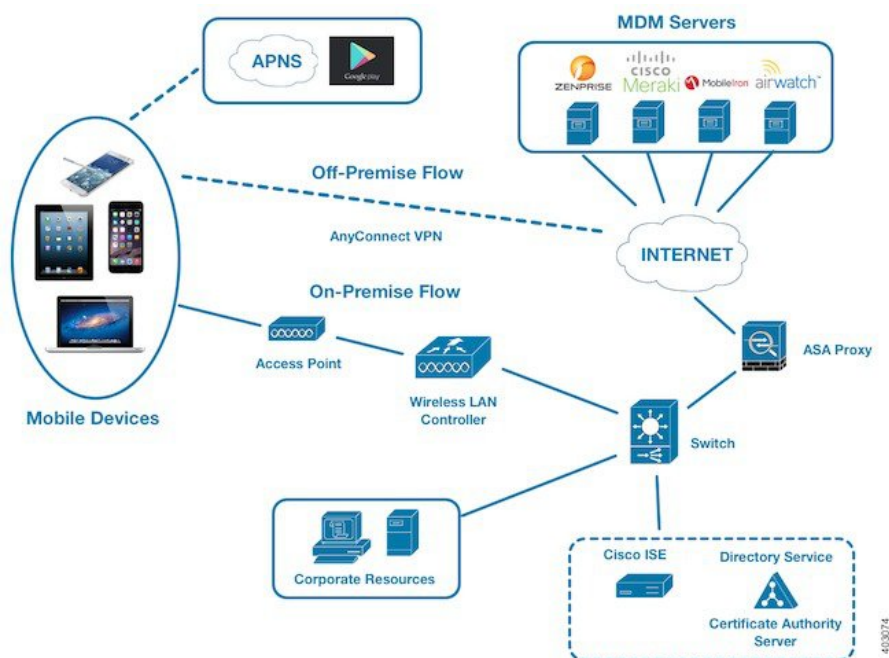 MDM Servers
APNS
Google play
ZENPRISE
CISCO
Meraki
MobileIron
airwatch™
Off-Premise Flow
INTERNET
AnyConnect VPN
On-Premise Flow
Access Point
ASA Proxy
Wireless LAN
Controller
Mobile Devices
Switch
Cisco ISE
Directory Service
Corporate Resources
Certificate Authority
Server
403074